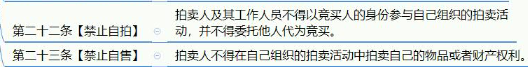 拍卖人及其工作人员不得以竞买人的身份参与自己组织的拍卖活
第二十二条【禁止自拍】
动，并不得委托他人代为竞买。
第二十三条【禁止自售】 拍卖人不得在自己组织的拍卖活动中拍卖自己的物品或者财产权利。